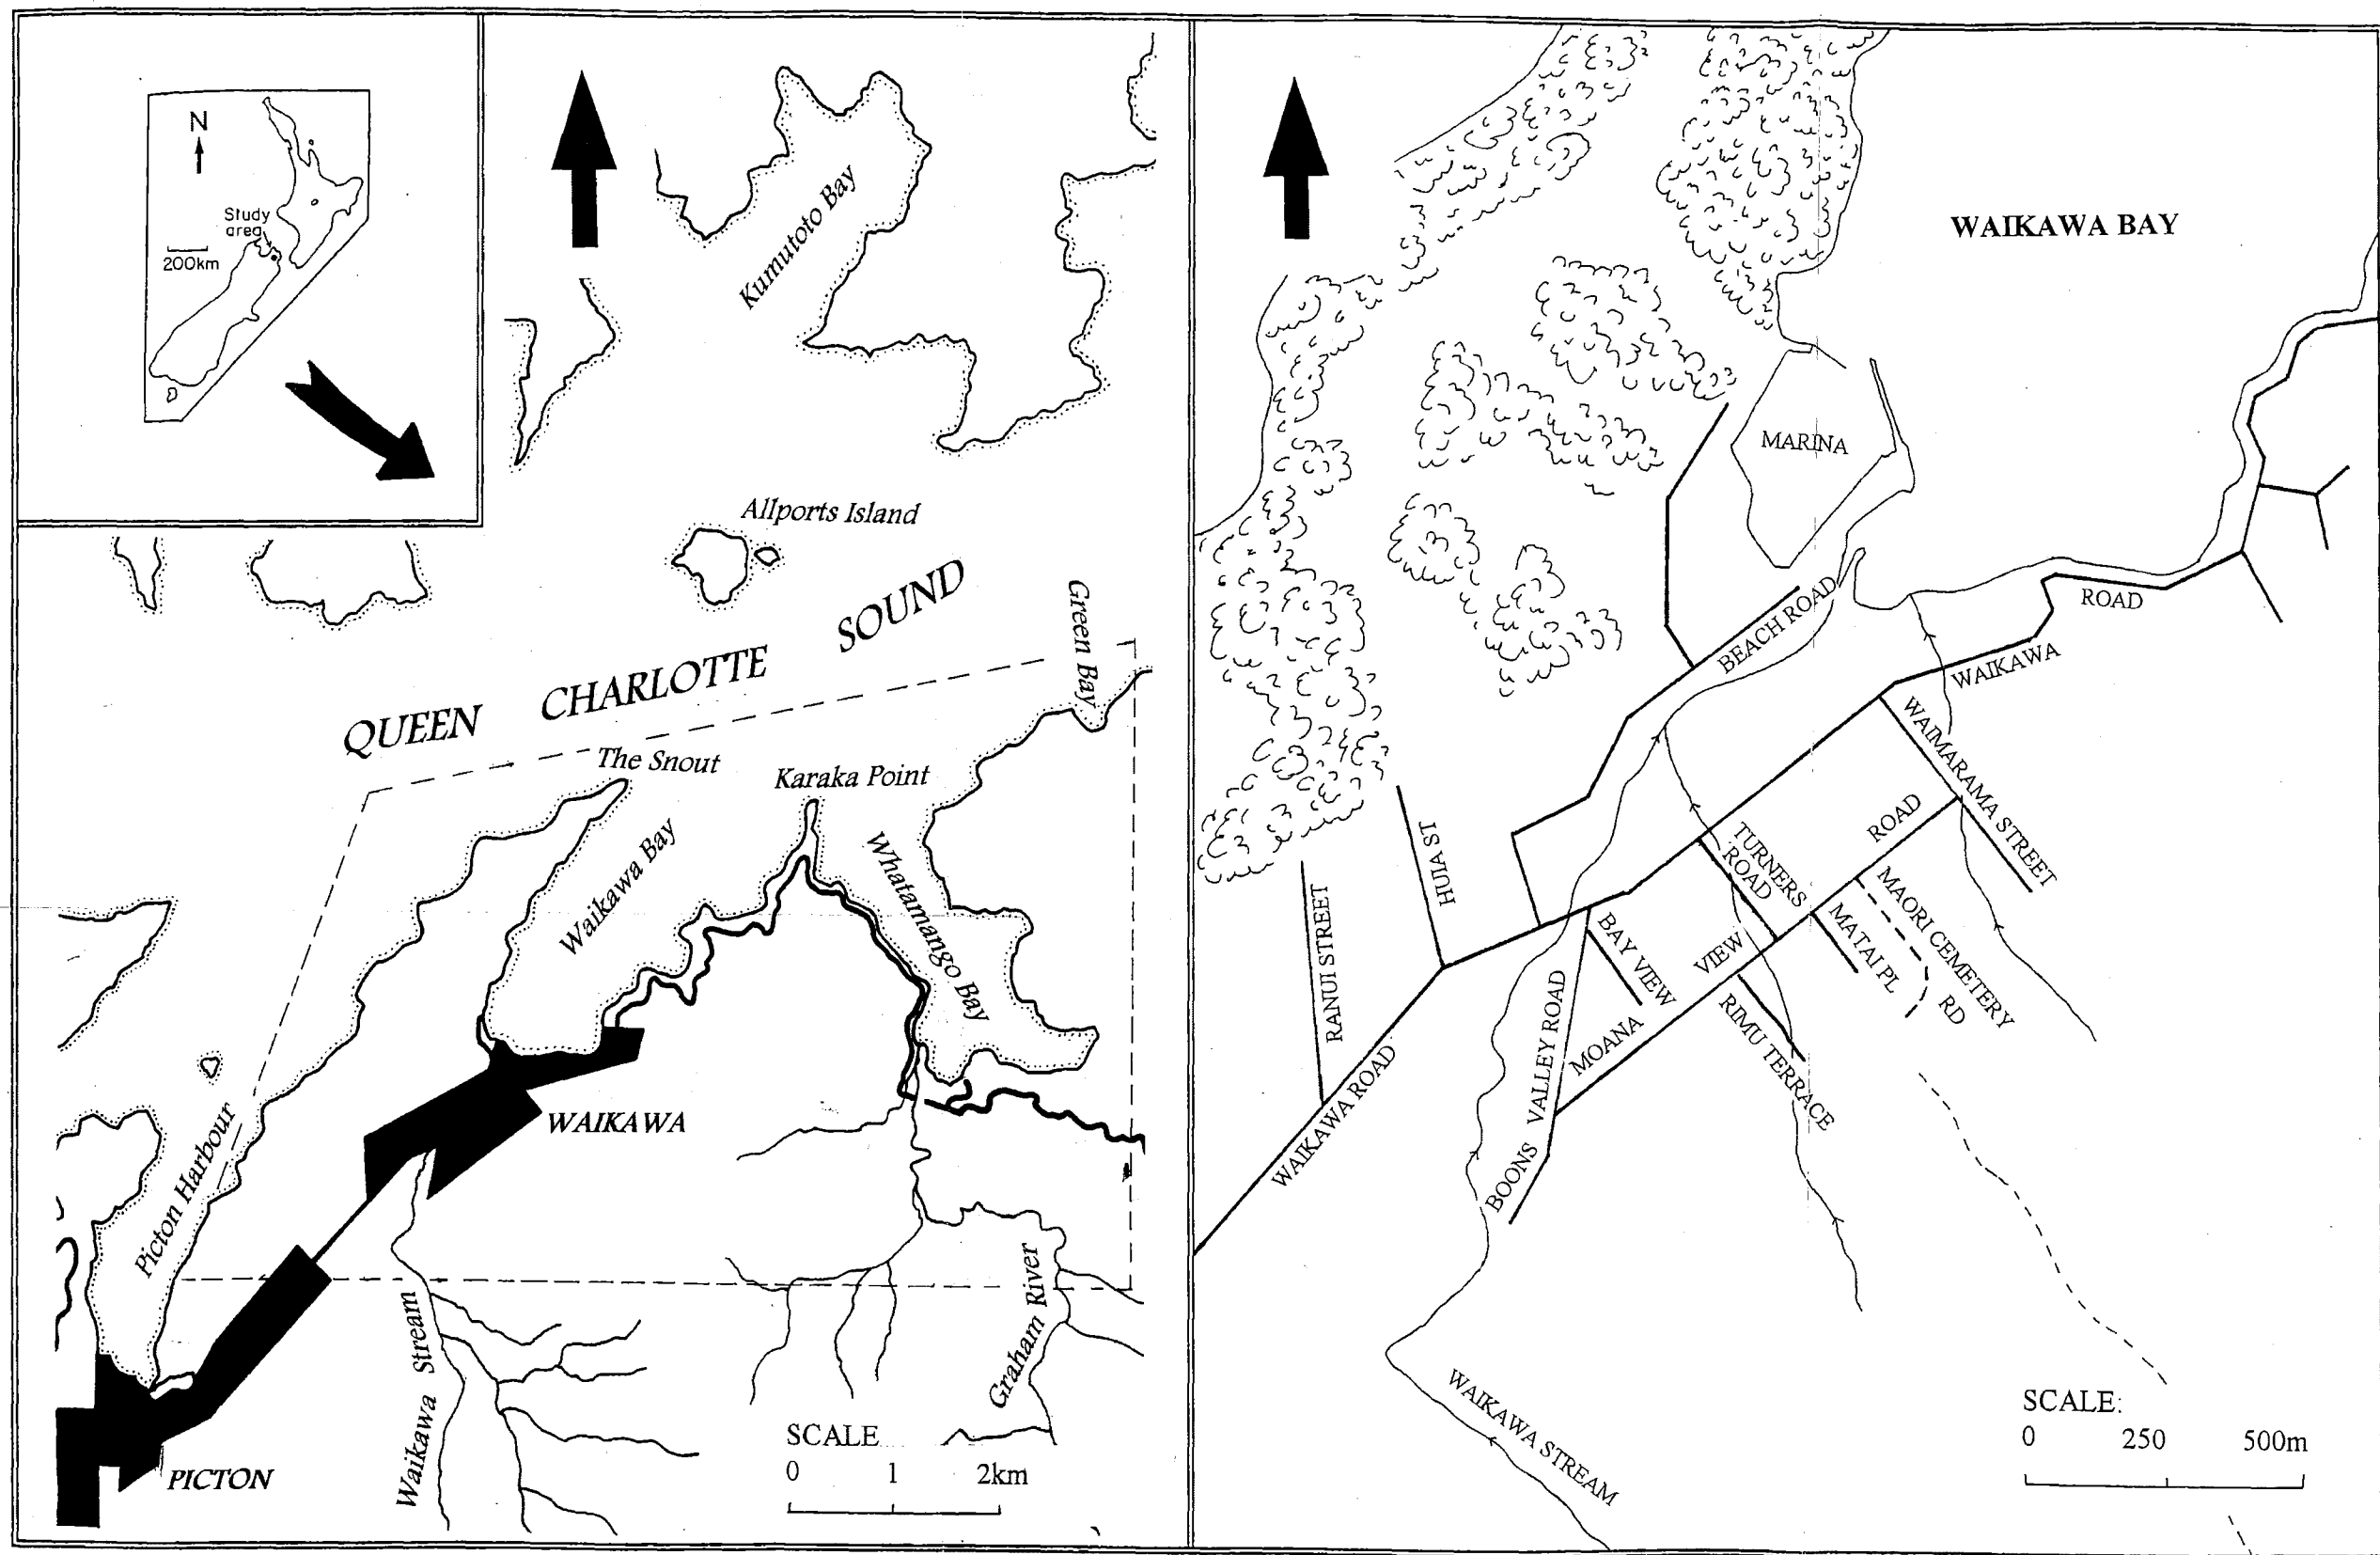 N
Study
area
200km
Kumutoto Bay
Allports Island
QUEEN CHARLOTTE SOUND
Green Bay
The Snout
Karaka Point
Waikawa Bay
Whatamango Bay
WAIKAWA
Picton Harbour
Waikawa Stream
Graham River
PICTON
SCALE
0 1 2km
WAIKAWA BAY
MARINA
BEACH ROAD
ROAD
WAIKAWA
WAIMARAMA STREET
HUIA ST
RANUI STREET
TURNERS
ROAD
ROAD
MAORI CEMETERY
RD
MATAI PL
BAY VIEW
VIEW
MOANA
RIMU TERRACE
BOONS VALLEY ROAD
WAIKAWA ROAD
WAIKAWA STREAM
SCALE:
0 250 500m